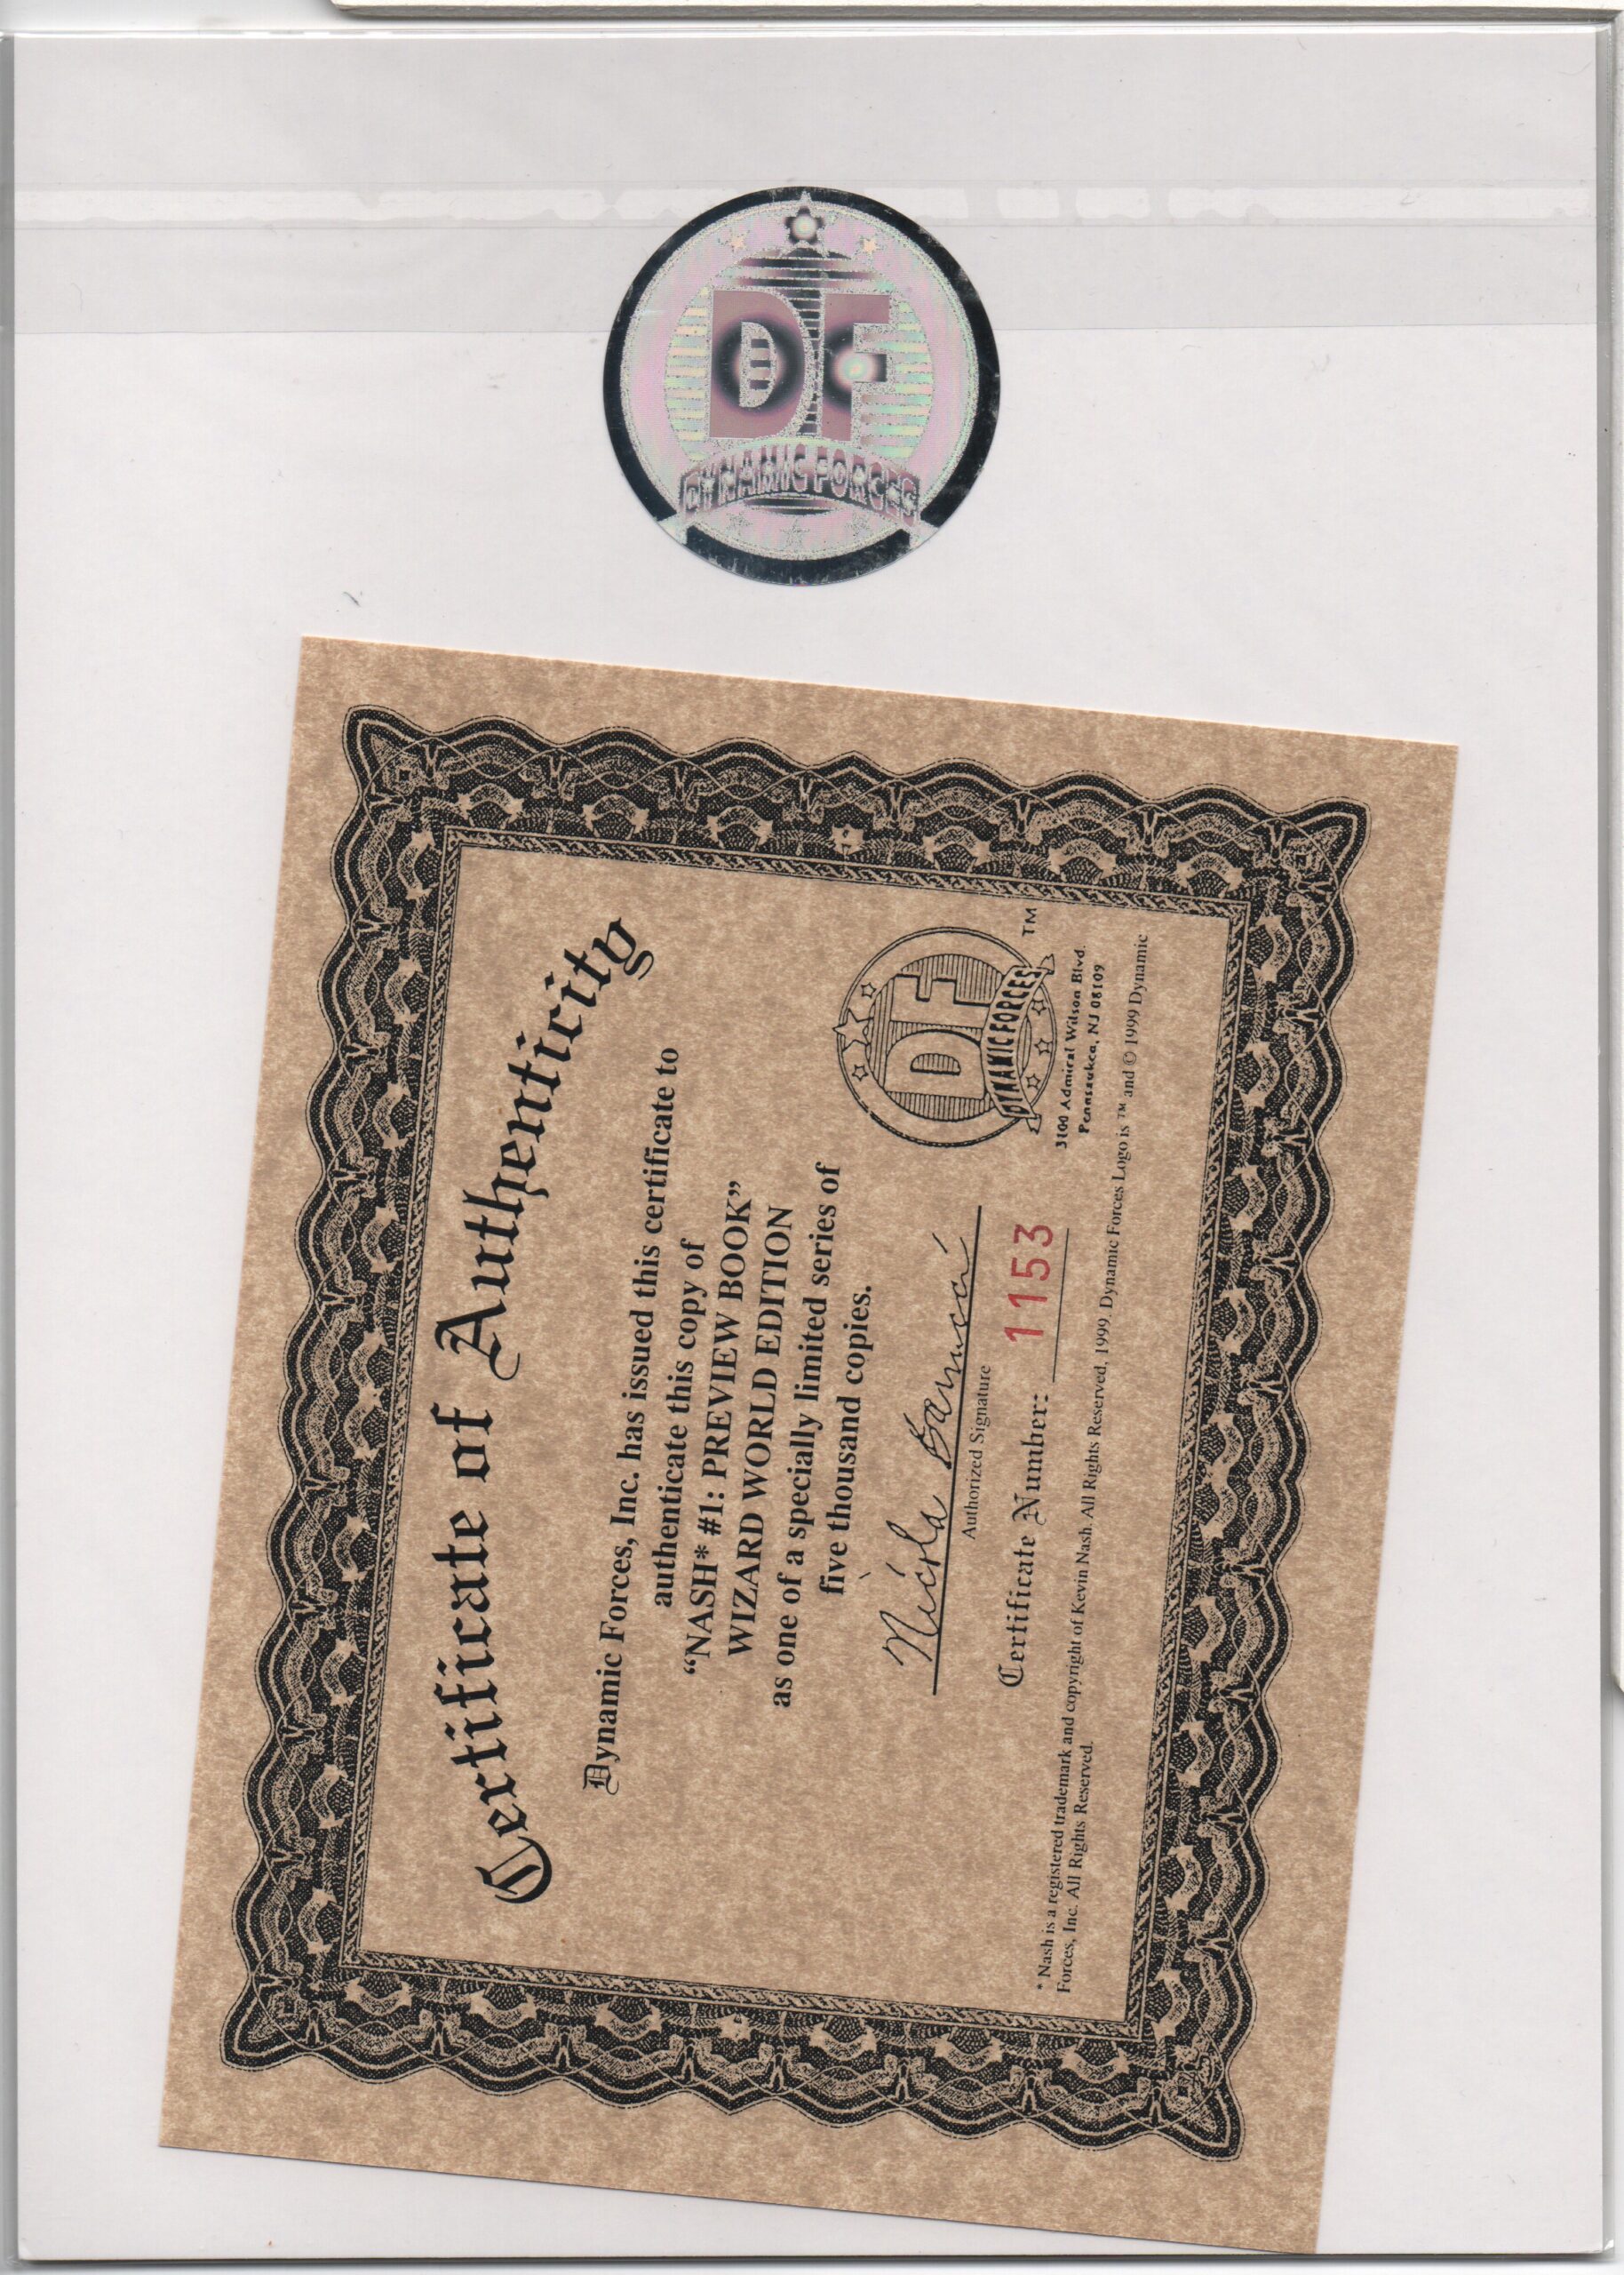 DF
DYNAMIC FORCES
Certificate of Authenticity
Dynamic Forces, Inc. has issued this certificate to
authenticate this copy of
“NASH* #1: PREVIEW BOOK”
WIZARD WORLD EDITION
as one of a specially limited series of
five thousand copies.
Authorized Signature
Certificate Number: 1153
DF
DYNAMIC FORCES
TM
3100 Admiral Wilson Blvd.
Pennsaukea, NJ 08109
* Nash is a registered trademark and copyright of Kevin Nash. All Rights Reserved, 1999, Dynamic Forces Logo is ™ and © 1999 Dynamic
Forces, Inc. All Rights Reserved.